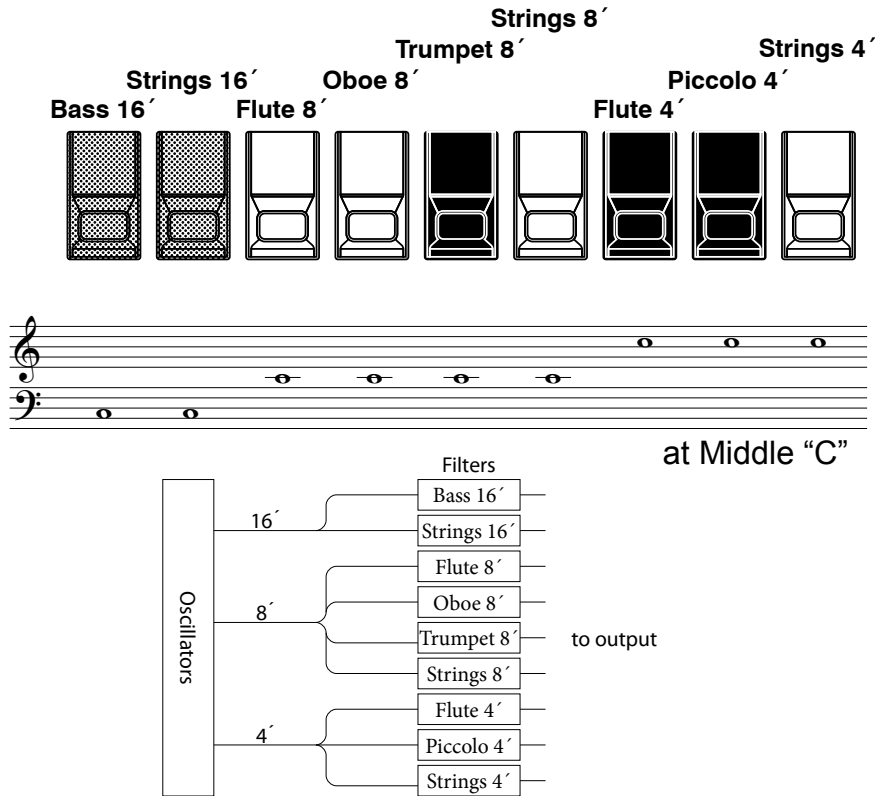 Strings 8´
Trumpet 8´ Strings 4´
Strings 16´ Oboe 8´ Piccolo 4´
Bass 16´ Flute 8´ Flute 4´
at Middle “C”
Filters
Oscillators
16´
8´
4´
Bass 16´
Strings 16´
Flute 8´
Oboe 8´
Trumpet 8´
Strings 8´
Flute 4´
Piccolo 4´
Strings 4´
to output